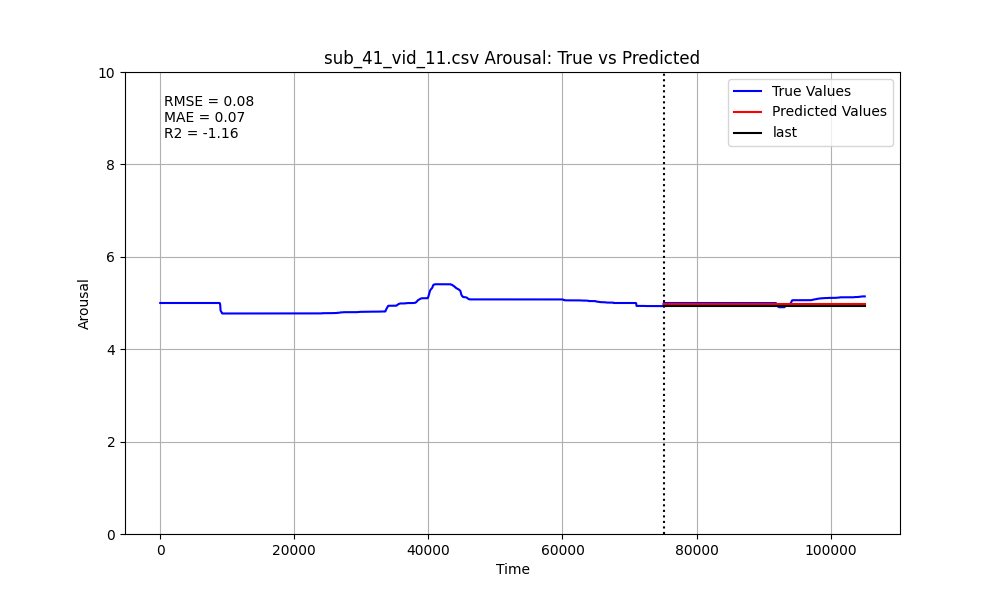 sub_41_vid_11.csv Arousal: True vs Predicted
RMSE = 0.08
MAE = 0.07
R2 = -1.16
True Values
Predicted Values
last
10
8
6
4
2
0
Arousal
0
20000
40000
60000
80000
100000
Time